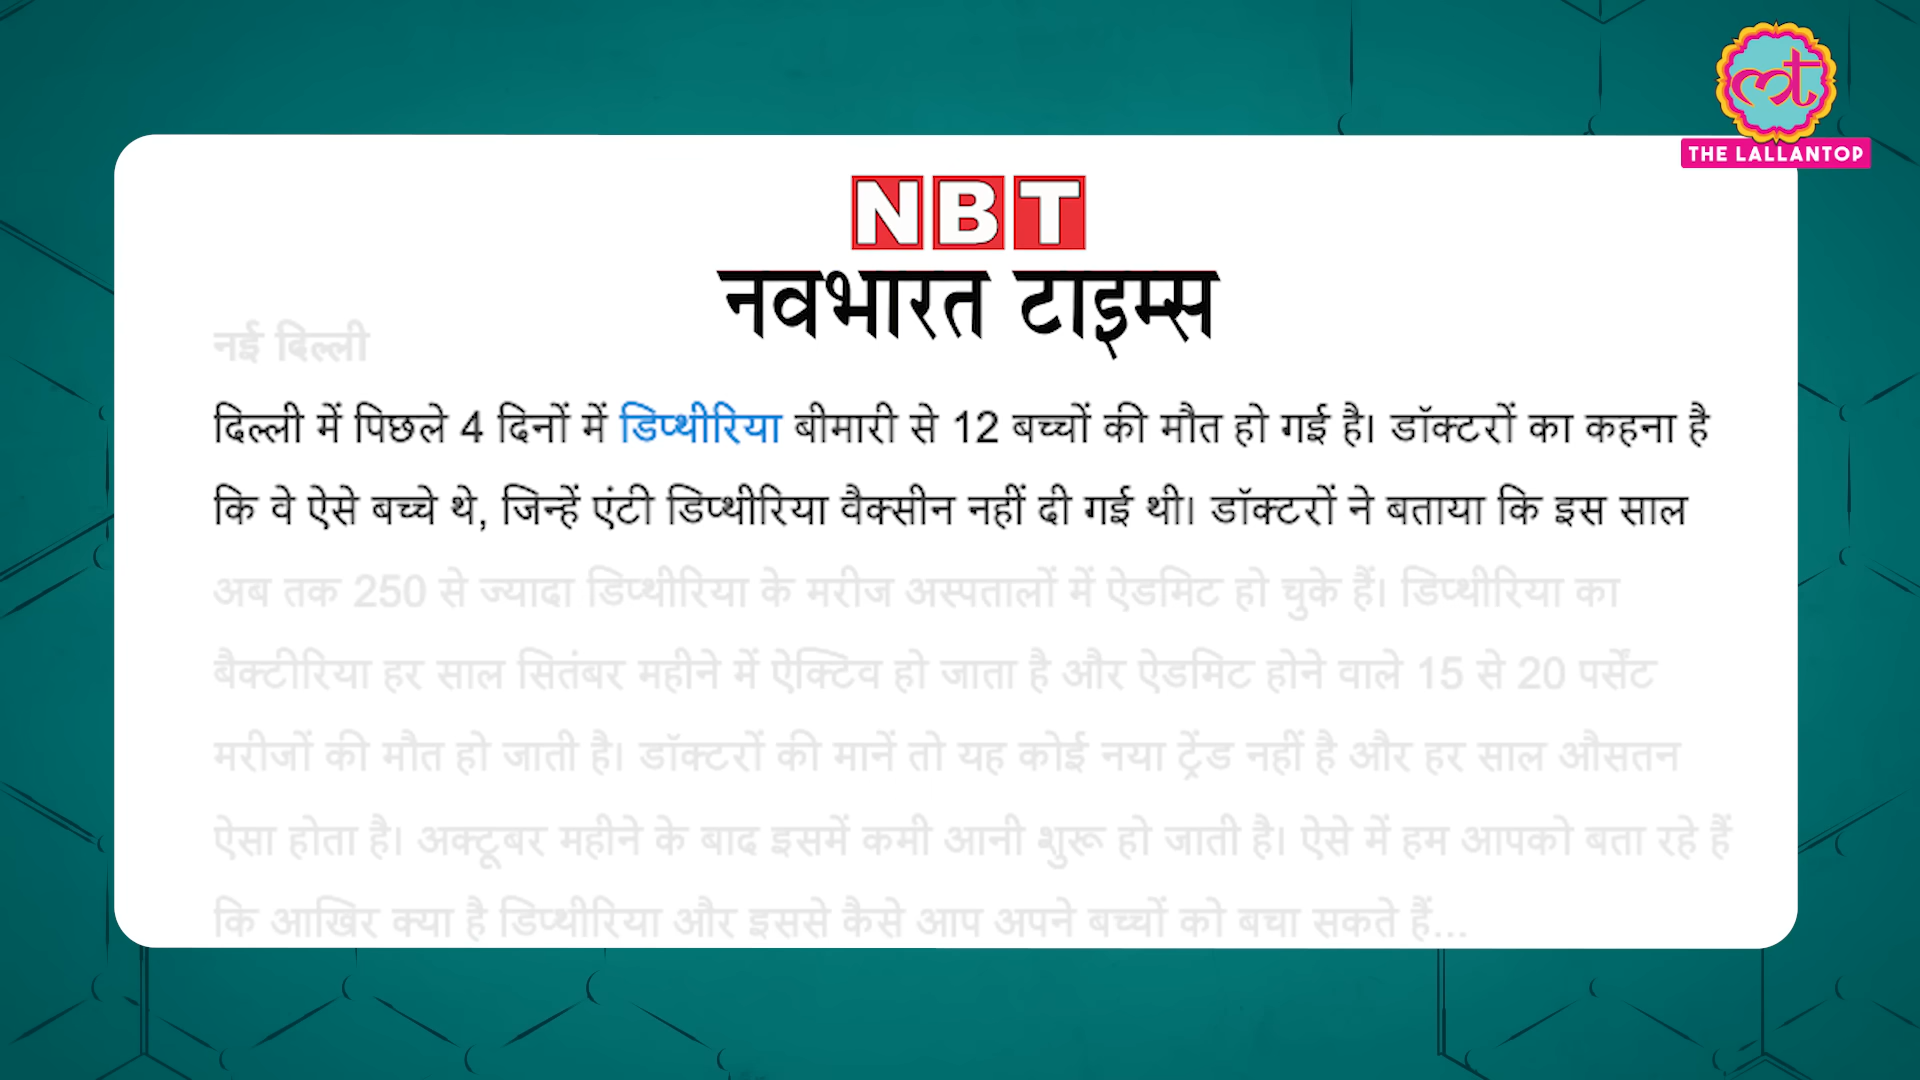 THE LALLANTOP
NBT
नवभारत टाइम्स
नई दिल्ली
दिल्ली में पिछले 4 दिनों में डिप्थीरिया बीमारी से 12 बच्चों की मौत हो गई है। डॉक्टरों का कहना है
कि वे ऐसे बच्चे थे, जिन्हें एंटी डिप्थीरिया वैक्सीन नहीं दी गई थी। डॉक्टरों ने बताया कि इस साल
अब तक 250 से ज्यादा डिप्थीरिया के मरीज अस्पतालों में ऐडमिट हो चुके हैं। डिप्थीरिया का
बैक्टीरिया हर साल सितंबर महीने में ऐक्टिव हो जाता है और ऐडमिट होने वाले 15 से 20 पर्सेंट
मरीजों की मौत हो जाती है। डॉक्टरों की मानें तो यह कोई नया ट्रेंड नहीं है और हर साल औसतन
ऐसा होता है। अक्टूबर महीने के बाद इसमें कमी आनी शुरू हो जाती है। ऐसे में हम आपको बता रहे हैं
कि आखिर क्या है डिप्थीरिया और इससे कैसे आप अपने बच्चों को बचा सकते हैं...